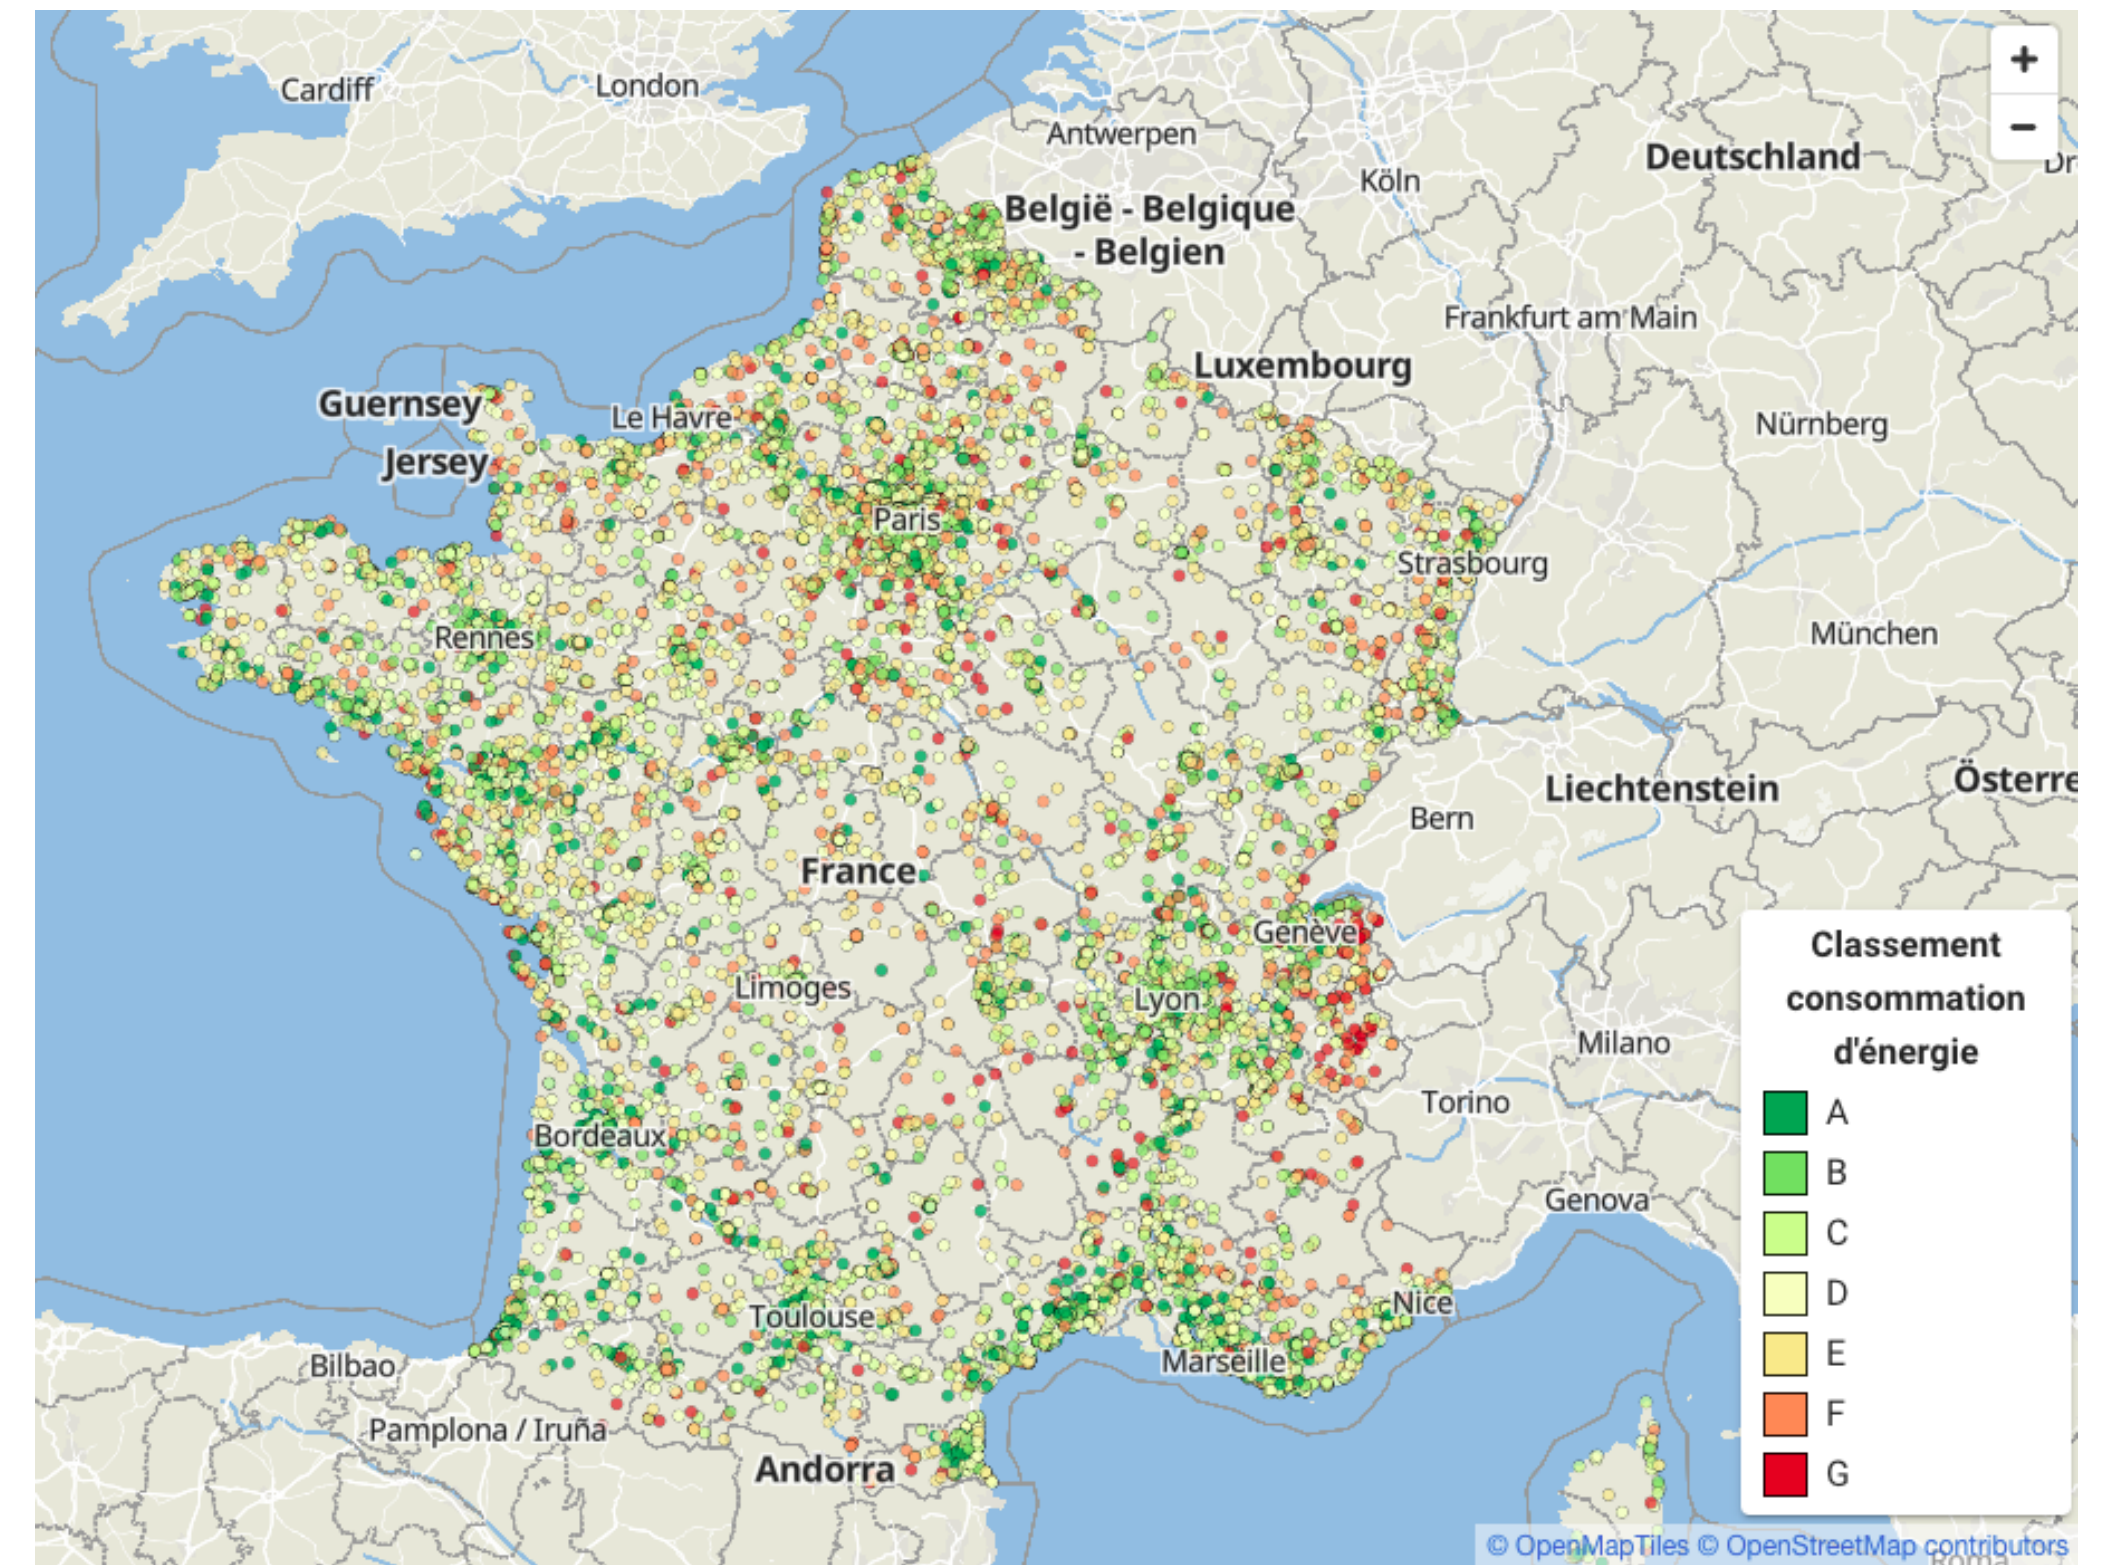 Cardiff
London
+
−
Antwerpen
Deutschland
Köln
België - Belgique
- Belgien
Frankfurt am Main
Luxembourg
Guernsey
Le Havre
Nürnberg
Jersey
Paris
Strasbourg
Rennes
München
Liechtenstein
Österre
Bern
France
Genève
Limoges
Lyon
Milano
Torino
Bordeaux
Genova
Nice
Toulouse
Marseille
Bilbao
Pamplona / Iruña
Andorra
Classement
consommation
d'énergie
A
B
C
D
E
F
G
© OpenMapTiles © OpenStreetMap contributors